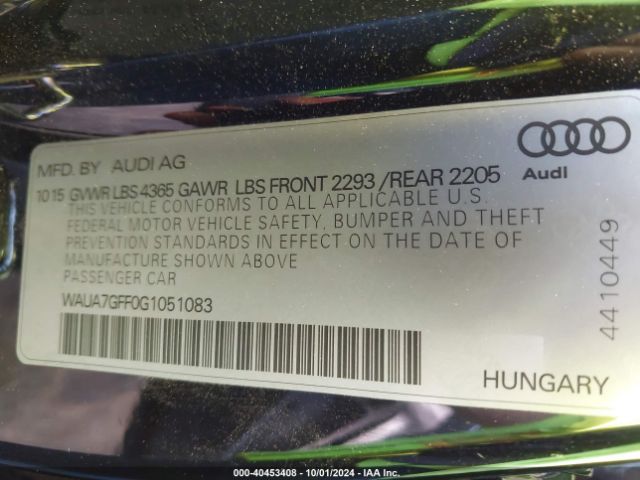 MFD. BY AUDI AG
10 15 GVWR LBS 4365 GAWR LBS FRONT 2293 /REAR 2205
THIS VEHICLE CONFORMS TO ALL APPLICABLE U.S.
FEDERAL MOTOR VEHICLE SAFETY, BUMPER AND THEFT
PREVENTION STANDARDS IN EFFECT ON THE DATE OF
MANUFACTURE SHOWN ABOVE
PASSENGER CAR
WAUA7GFF0G1051083
Audi
4410449
HUNGARY
000-40453408 - 10/01/2024 - IAA Inc.